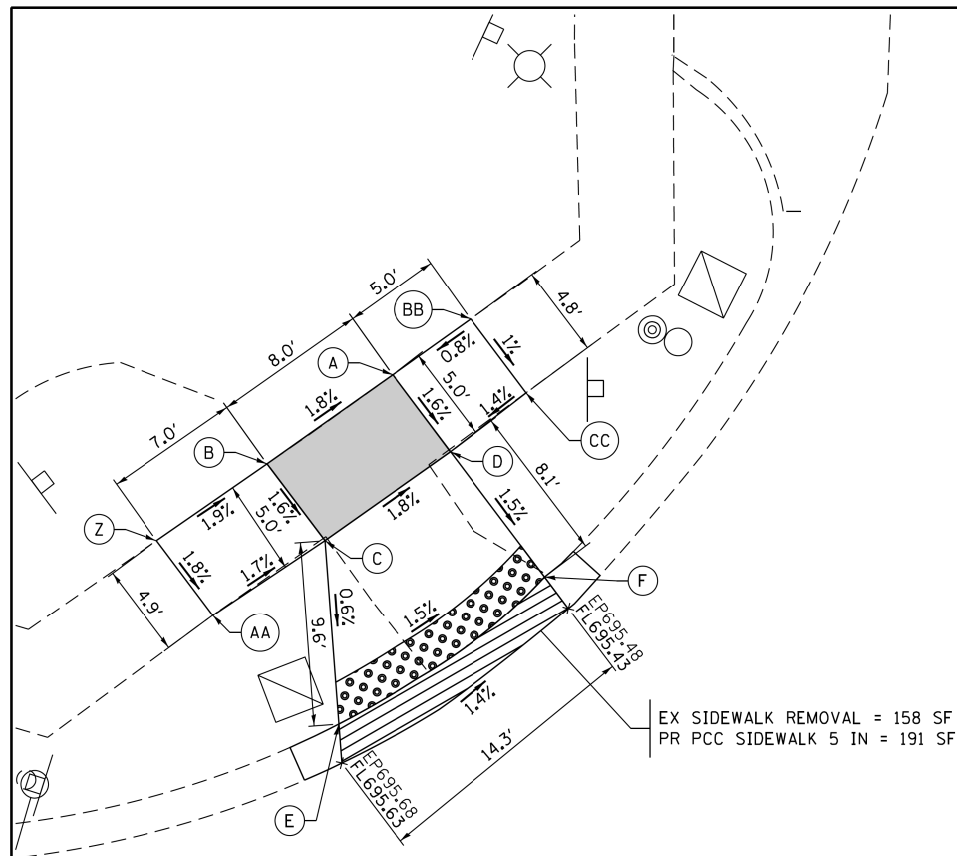 5.0'
BB
4.8'
8.0'
1%
0.8%
A
5.0'
1.8%
1.6%
1.4%
7.0'
CC
B
D
8.1'
1.6%
1.8%
1.9%
5.0'
1.5%
Z
1.8%
1.7%
C
F
4.9'
0.6%
9.6'
1.5%
AA
EP695.48
FL695.43
1.4%
EX SIDEWALK REMOVAL = 158 SF
PR PCC SIDEWALK 5 IN = 191 SF
14.3'
EP695.68
FL695.63
E